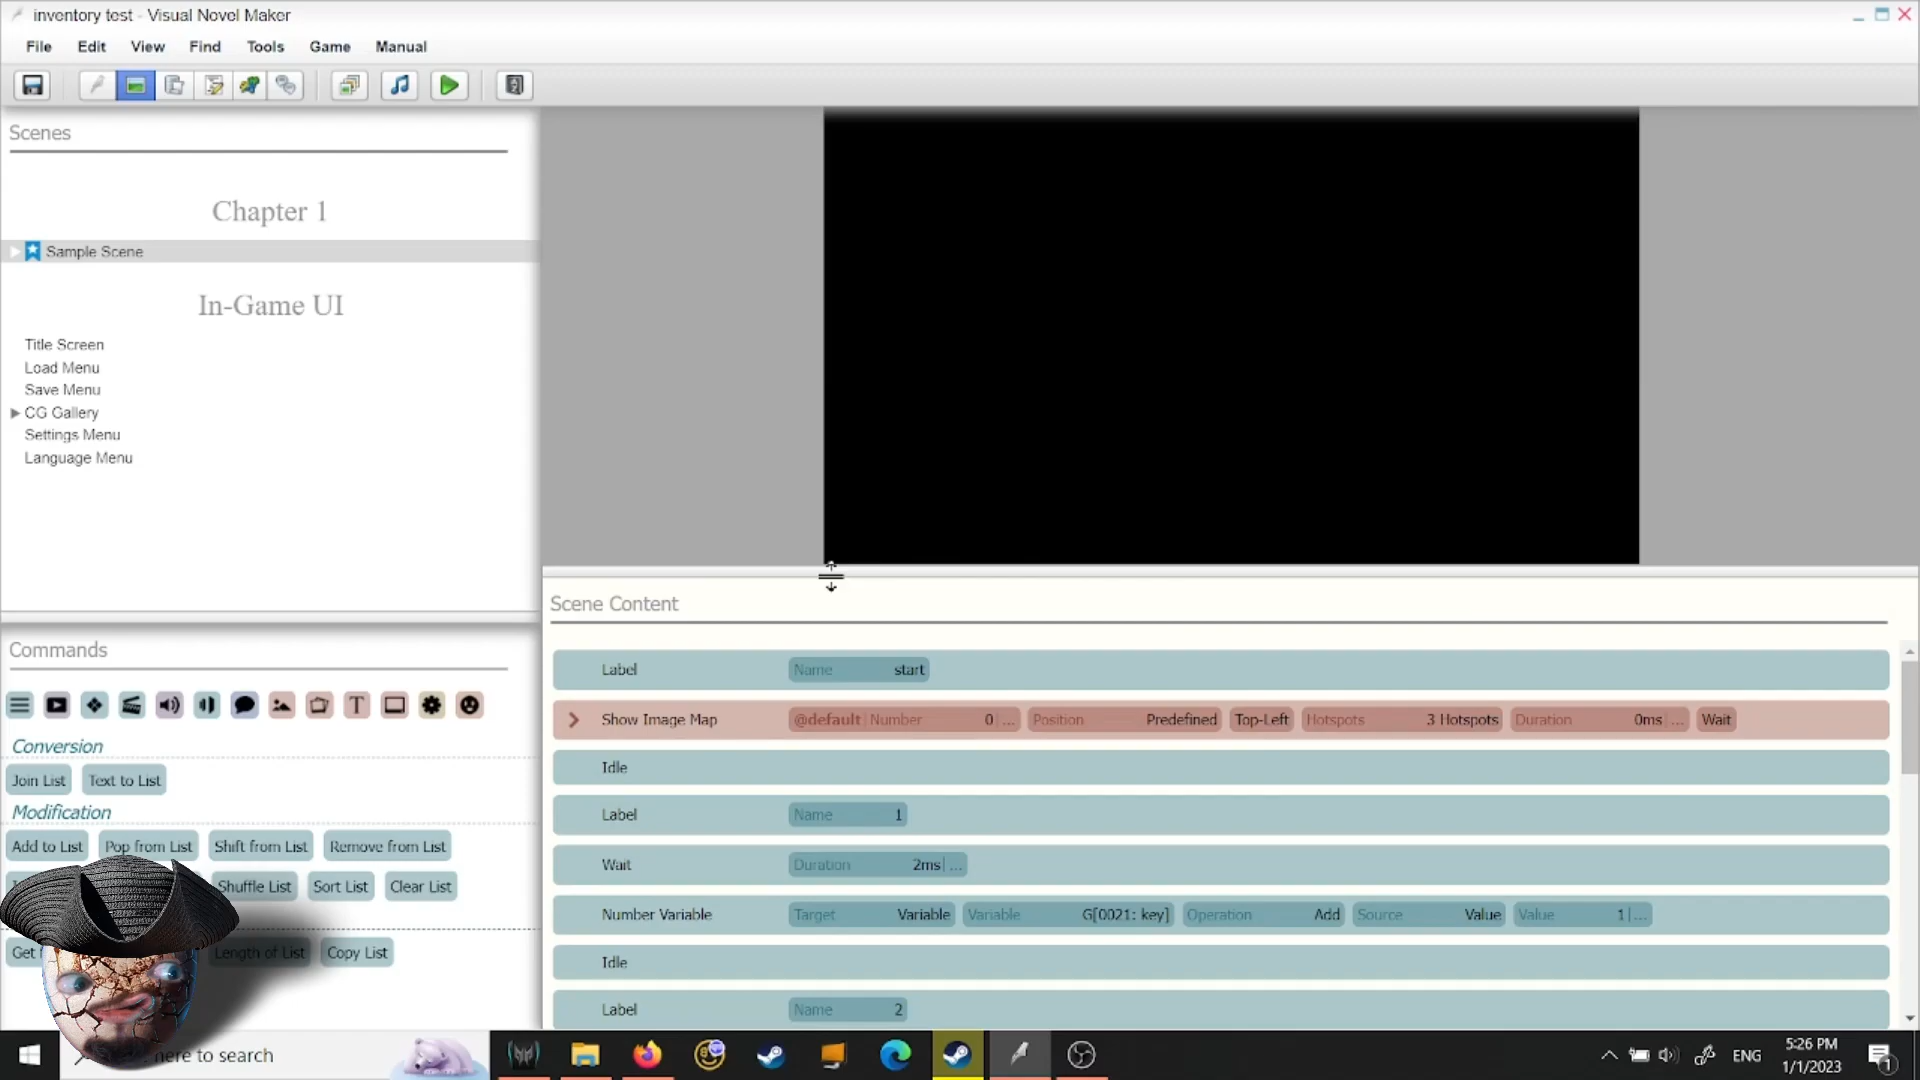 inventory test - Visual Novel Maker
File Edit View Find Tools Game Manual
Scenes
Chapter 1
Sample Scene
In-Game UI
Title Screen
Load Menu
Save Menu
CG Gallery
Settings Menu
Language Menu
Commands
Conversion
Join List Text to List
Modification
Add to List Pop from List Shift from List Remove from List
Shuffle List Sort List Clear List
Get Length of List Copy List
Scene Content
Label Name start
Show Image Map @default Number 0 ... Position Predefined Top-Left Hotspots 3 Hotspots Duration 0ms ... Wait
Idle
Label Name 1
Wait Duration 2ms ...
Number Variable Target Variable Variable G[0021: key] Operation Add Source Value Value 1 ...
Idle
Label Name 2
here to search
ENG
5:26 PM
1/1/2023
1